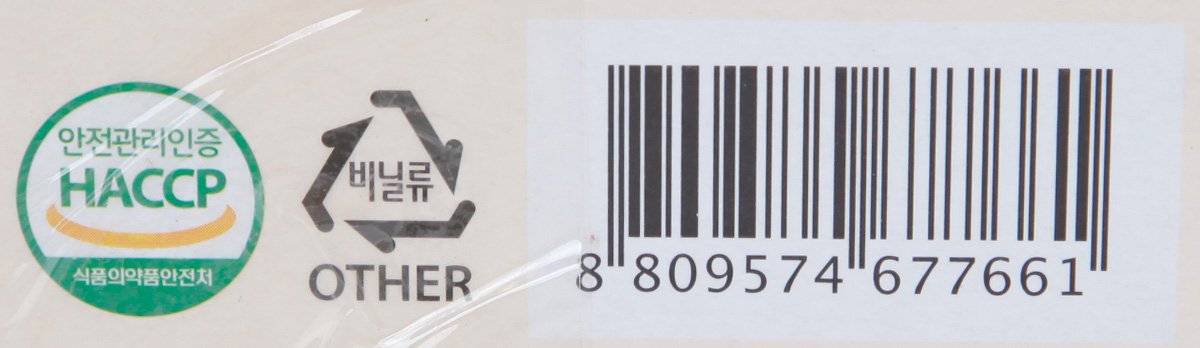 안전관리인증
HACCP
식품의약품안전처
비닐류
OTHER
8 809574 677661